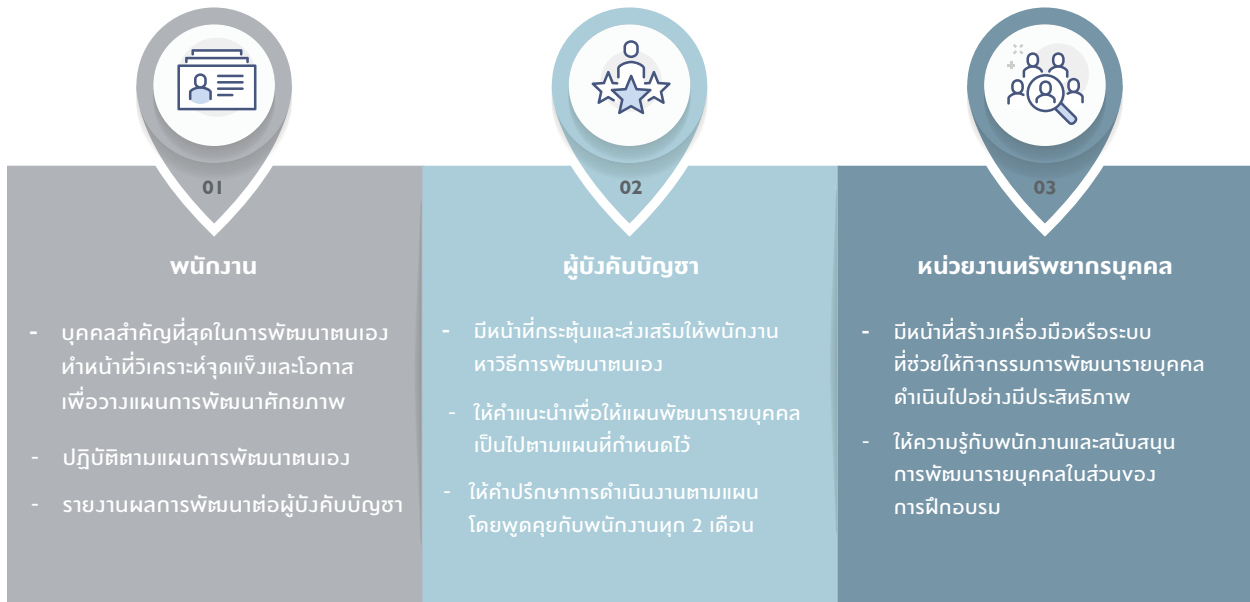 01
พนักงาน
- บุคคลสำคัญที่สุดในการพัฒนาตนเอง
ทำหน้าที่วิเคราะห์จุดแข็งและโอกาส
เพื่อวางแผนการพัฒนาศักยภาพ
- ปฏิบัติตามแผนการพัฒนาตนเอง
- รายงานผลการพัฒนาต่อผู้บังคับบัญชา
02
ผู้บังคับบัญชา
- มีหน้าที่กระตุ้นและส่งเสริมให้พนักงาน
หาวิธีการพัฒนาตนเอง
- ให้คำแนะนำเพื่อให้แผนพัฒนารายบุคคล
เป็นไปตามแผนที่กำหนดไว้
- ให้คำปรึกษาการดำเนินงานตามแผน
โดยพูดคุยกับพนักงานทุก 2 เดือน
03
หน่วยงานทรัพยากรบุคคล
- มีหน้าที่สร้างเครื่องมือหรือระบบ
ที่ช่วยให้กิจกรรมการพัฒนารายบุคคล
ดำเนินไปอย่างมีประสิทธิภาพ
- ให้ความรู้กับพนักงานและสนับสนุน
การพัฒนารายบุคคลในส่วนของ
การฝึกอบรม